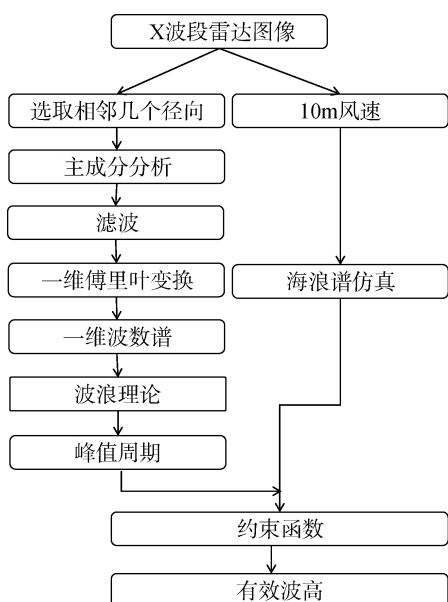 X波段雷达图像
选取相邻几个径向
10m风速
主成分分析
滤波
一维傅里叶变换
海浪谱仿真
一维波数谱
波浪理论
峰值周期
约束函数
有效波高